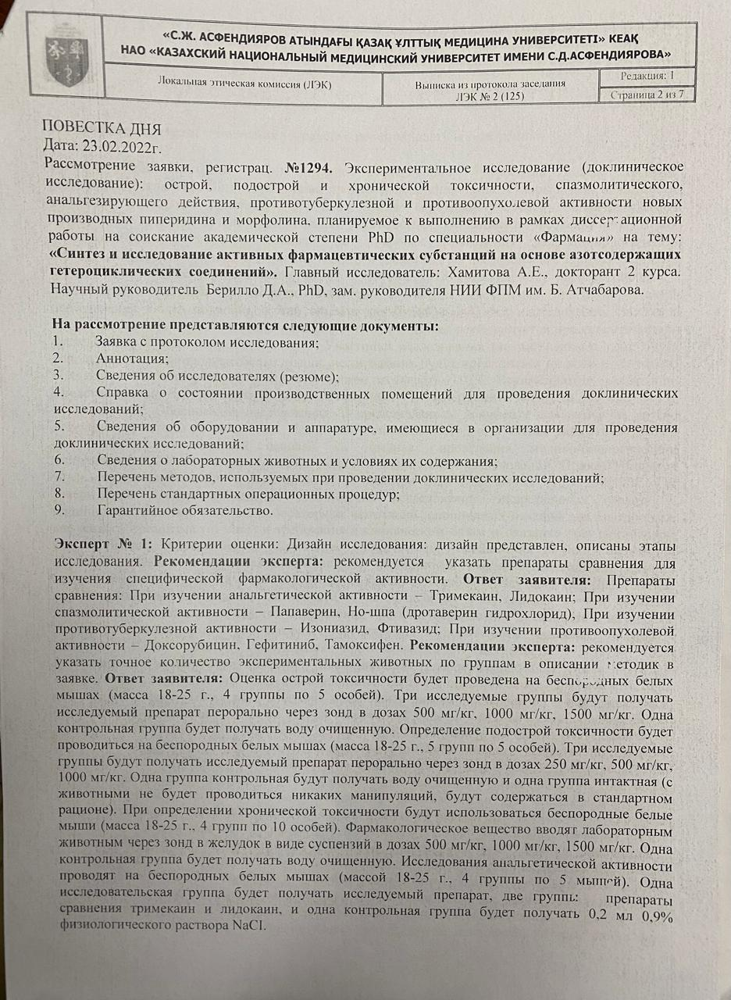 «С.Ж. АСФЕНДИЯРОВ АТЫНДАҒЫ ҚАЗАҚ ҰЛТТЫҚ МЕДИЦИНА УНИВЕРСИТЕТІ» КЕАҚ
НАО «КАЗАХСКИЙ НАЦИОНАЛЬНЫЙ МЕДИЦИНСКИЙ УНИВЕРСИТЕТ ИМЕНИ С.Д.АСФЕНДИЯРОВА»
Локальная этическая комиссия (ЛЭК)
Выписка из протокола заседания
ЛЭК № 2 (125)
Редакция: 1
Страница 2 из 7
ПОВЕСТКА ДНЯ
Дата: 23.02.2022г.
Рассмотрение заявки, регистрац. №1294. Экспериментальное исследование (доклиническое
исследование): острой, подострой и хронической токсичности, спазмолитического,
анальгезирующего действия, противотуберкулезной и противоопухолевой активности новых
производных пиперидина и морфолина, планируемое к выполнению в рамках диссертационной
работы на соискание академической степени PhD по специальности «Фармация» на тему:
«Синтез и исследование активных фармацевтических субстанций на основе азотсодержащих
гетероциклических соединений». Главный исследователь: Хамитова А.Е., докторант 2 курса.
Научный руководитель Берилло Д.А., PhD, зам. руководителя НИИ ФПМ им. Б. Атчабарова.
На рассмотрение представляются следующие документы:
1. Заявка с протоколом исследования;
2. Аннотация;
3. Сведения об исследователях (резюме);
4. Справка о состоянии производственных помещений для проведения доклинических
исследований;
5. Сведения об оборудовании и аппаратуре, имеющиеся в организации для проведения
доклинических исследований;
6. Сведения о лабораторных животных и условиях их содержания;
7. Перечень методов, используемых при проведении доклинических исследований;
8. Перечень стандартных операционных процедур;
9. Гарантийное обязательство.
Эксперт № 1: Критерии оценки: Дизайн исследования: дизайн представлен, описаны этапы
исследования. Рекомендации эксперта: рекомендуется указать препараты сравнения для
изучения специфической фармакологической активности. Ответ заявителя: Препараты
сравнения: При изучении анальгетической активности – Тримекаин, Лидокаин; При изучении
спазмолитической активности – Папаверин, Но-шпа (дротаверин гидрохлорид), При изучении
противотуберкулезной активности – Изониазид, Фтивазид; При изучении противоопухолевой
активности – Доксорубицин, Гефитиниб, Тамоксифен. Рекомендации эксперта: рекомендуется
указать точное количество экспериментальных животных по группам в описании методик в
заявке. Ответ заявителя: Оценка острой токсичности будет проведена на беспородных белых
мышах (масса 18-25 г., 4 группы по 5 особей). Три исследуемые группы будут получать
исследуемый препарат перорально через зонд в дозах 500 мг/кг, 1000 мг/кг, 1500 мг/кг. Одна
контрольная группа будет получать воду очищенную. Определение подострой токсичности будет
проводиться на беспородных белых мышах (масса 18-25 г., 5 групп по 5 особей). Три исследуемые
группы будут получать исследуемый препарат перорально через зонд в дозах 250 мг/кг, 500 мг/кг,
1000 мг/кг. Одна группа контрольная будут получать воду очищенную и одна группа интактная (с
животными не будет проводиться никаких манипуляций, будут содержаться в стандартном
рационе). При определении хронической токсичности будут использоваться беспородные белые
мыши (масса 18-25 г., 4 групп по 10 особей). Фармакологическое вещество вводят лабораторным
животным через зонд в желудок в виде суспензий в дозах 500 мг/кг, 1000 мг/кг, 1500 мг/кг. Одна
контрольная группа будет получать воду очищенную. Исследования анальгетической активности
проводят на беспородных белых мышах (массой 18-25 г., 4 группы по 5 мышей). Одна
исследовательская группа будет получать исследуемый препарат, две группы: препараты
сравнения тримекаин и лидокаин, и одна контрольная группа будет получать 0,2 мл 0,9%
физиологического раствора NaCl.